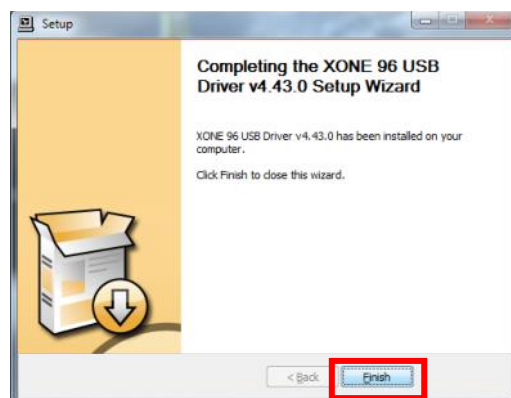 Setup
Completing the XONE 96 USB
Driver v4.43.0 Setup Wizard
XONE 96 USB Driver v4.43.0 has been installed on your
computer.
Click Finish to close this wizard.
< Back
Finish